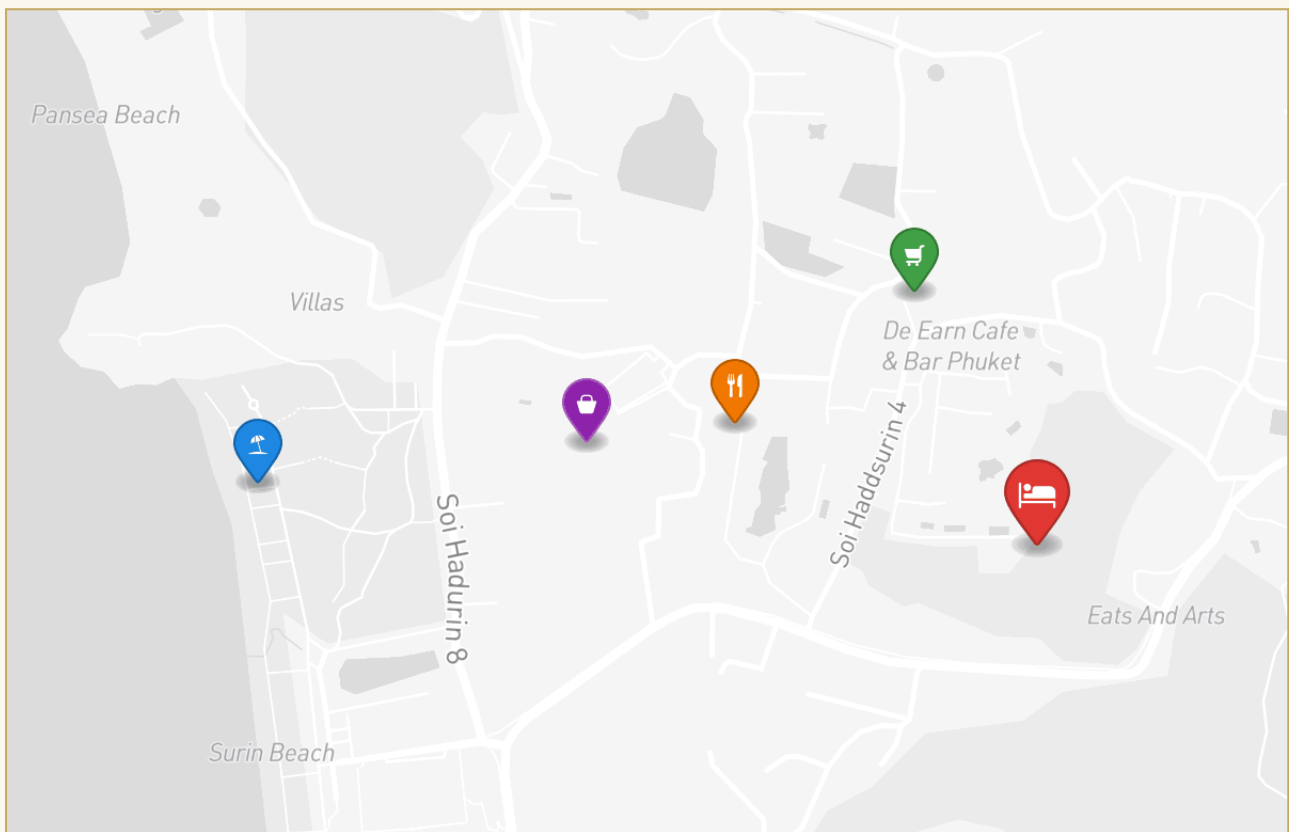 Pansea Beach
Villas
De Earn Cafe
& Bar Phuket
Soi Haddsurin 4
Soi Hadurin 8
Eats And Arts
Surin Beach